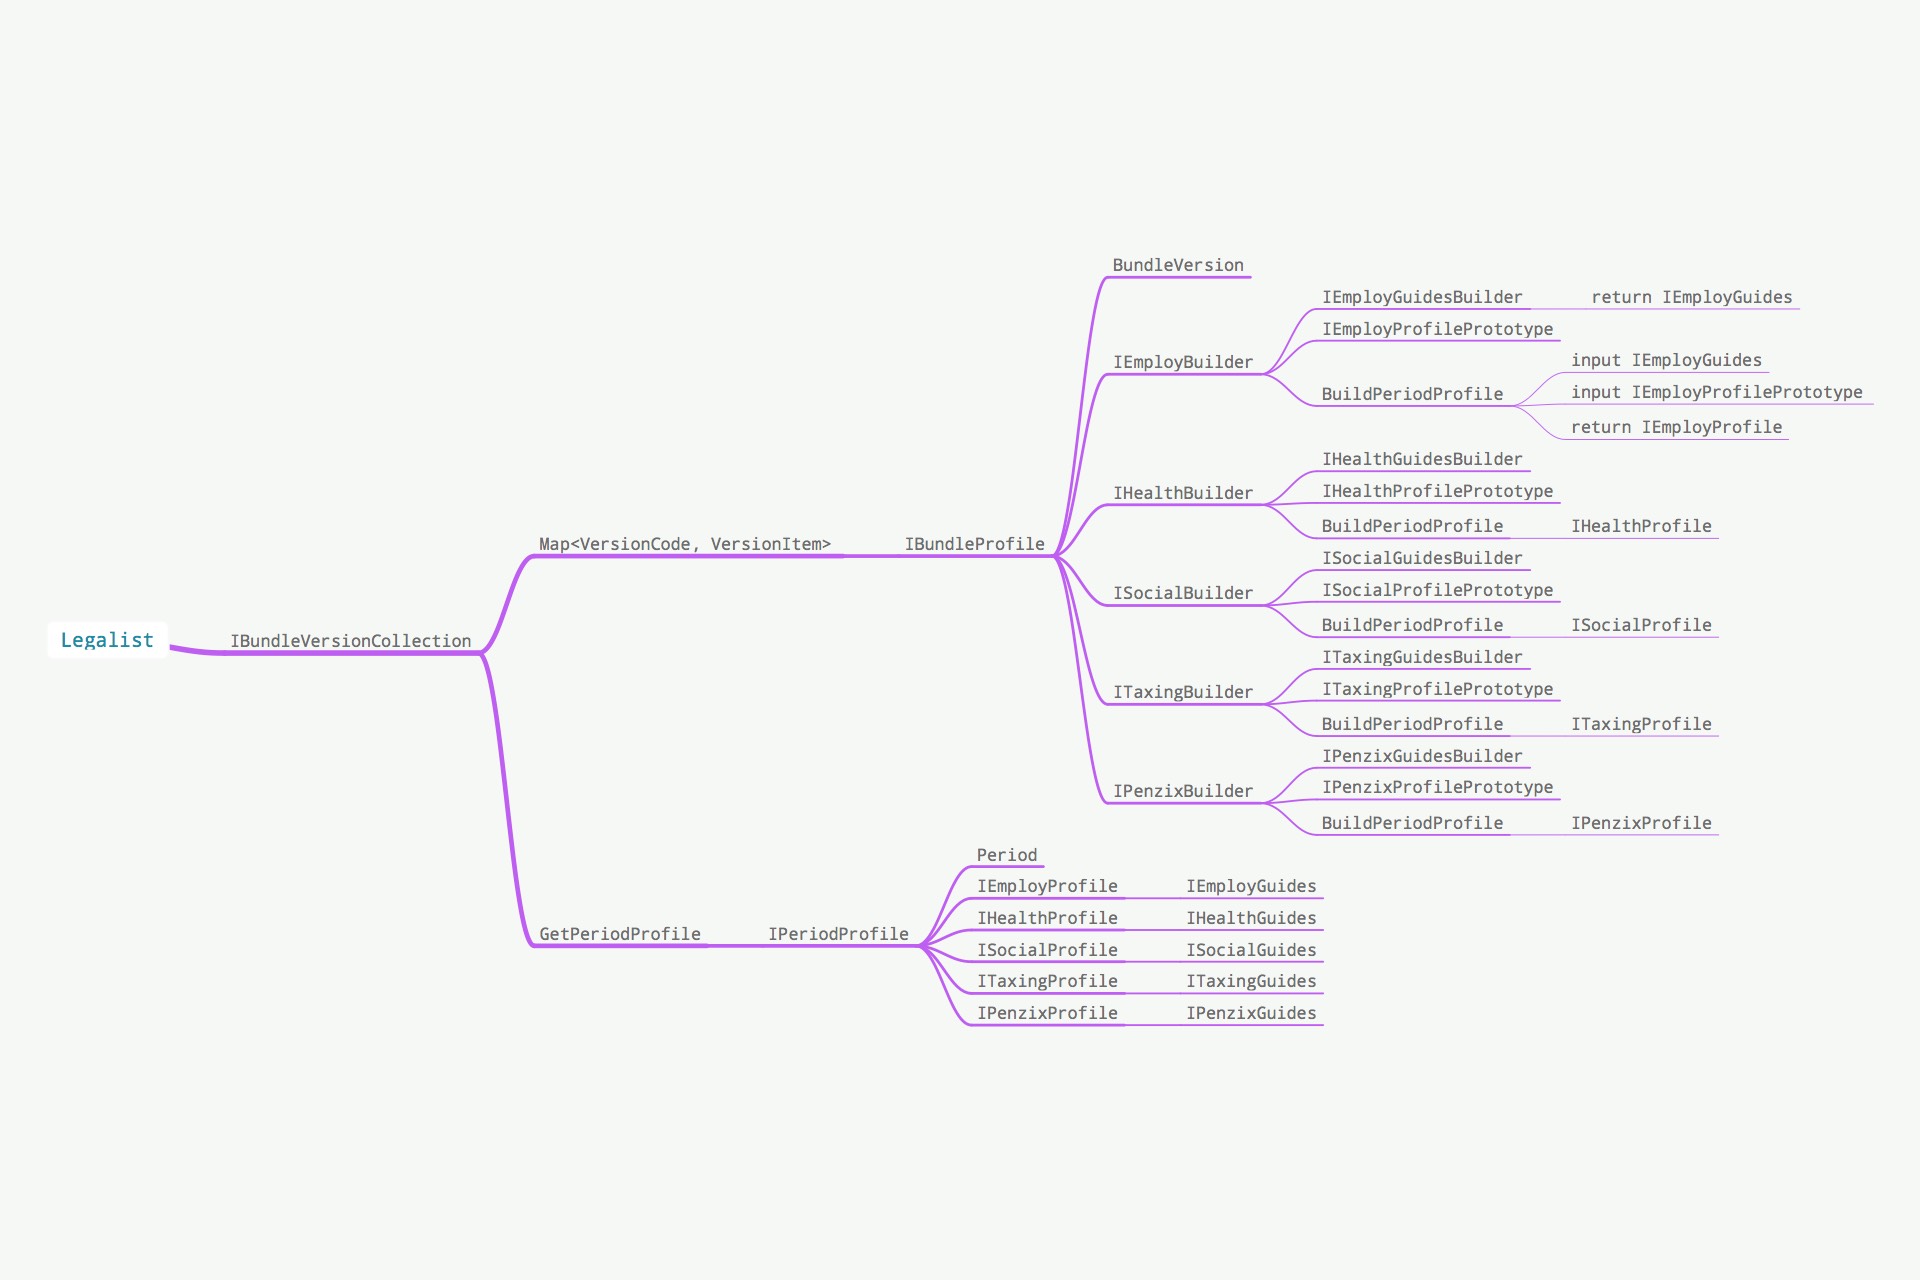 Legalist
IBundleVersionCollection
Map<VersionCode, VersionItem>
IBundleProfile
BundleVersion
IEmployBuilder
IEmployGuidesBuilder
return IEmployGuides
IEmployProfilePrototype
BuildPeriodProfile
input IEmployGuides
input IEmployProfilePrototype
return IEmployProfile
IHealthBuilder
IHealthGuidesBuilder
IHealthProfilePrototype
BuildPeriodProfile
IHealthProfile
ISocialBuilder
ISocialGuidesBuilder
ISocialProfilePrototype
BuildPeriodProfile
ISocialProfile
ITaxingBuilder
ITaxingGuidesBuilder
ITaxingProfilePrototype
BuildPeriodProfile
ITaxingProfile
IPenzixBuilder
IPenzixGuidesBuilder
IPenzixProfilePrototype
BuildPeriodProfile
IPenzixProfile
GetPeriodProfile
IPeriodProfile
Period
IEmployProfile
IEmployGuides
IHealthProfile
IHealthGuides
ISocialProfile
ISocialGuides
ITaxingProfile
ITaxingGuides
IPenzixProfile
IPenzixGuides